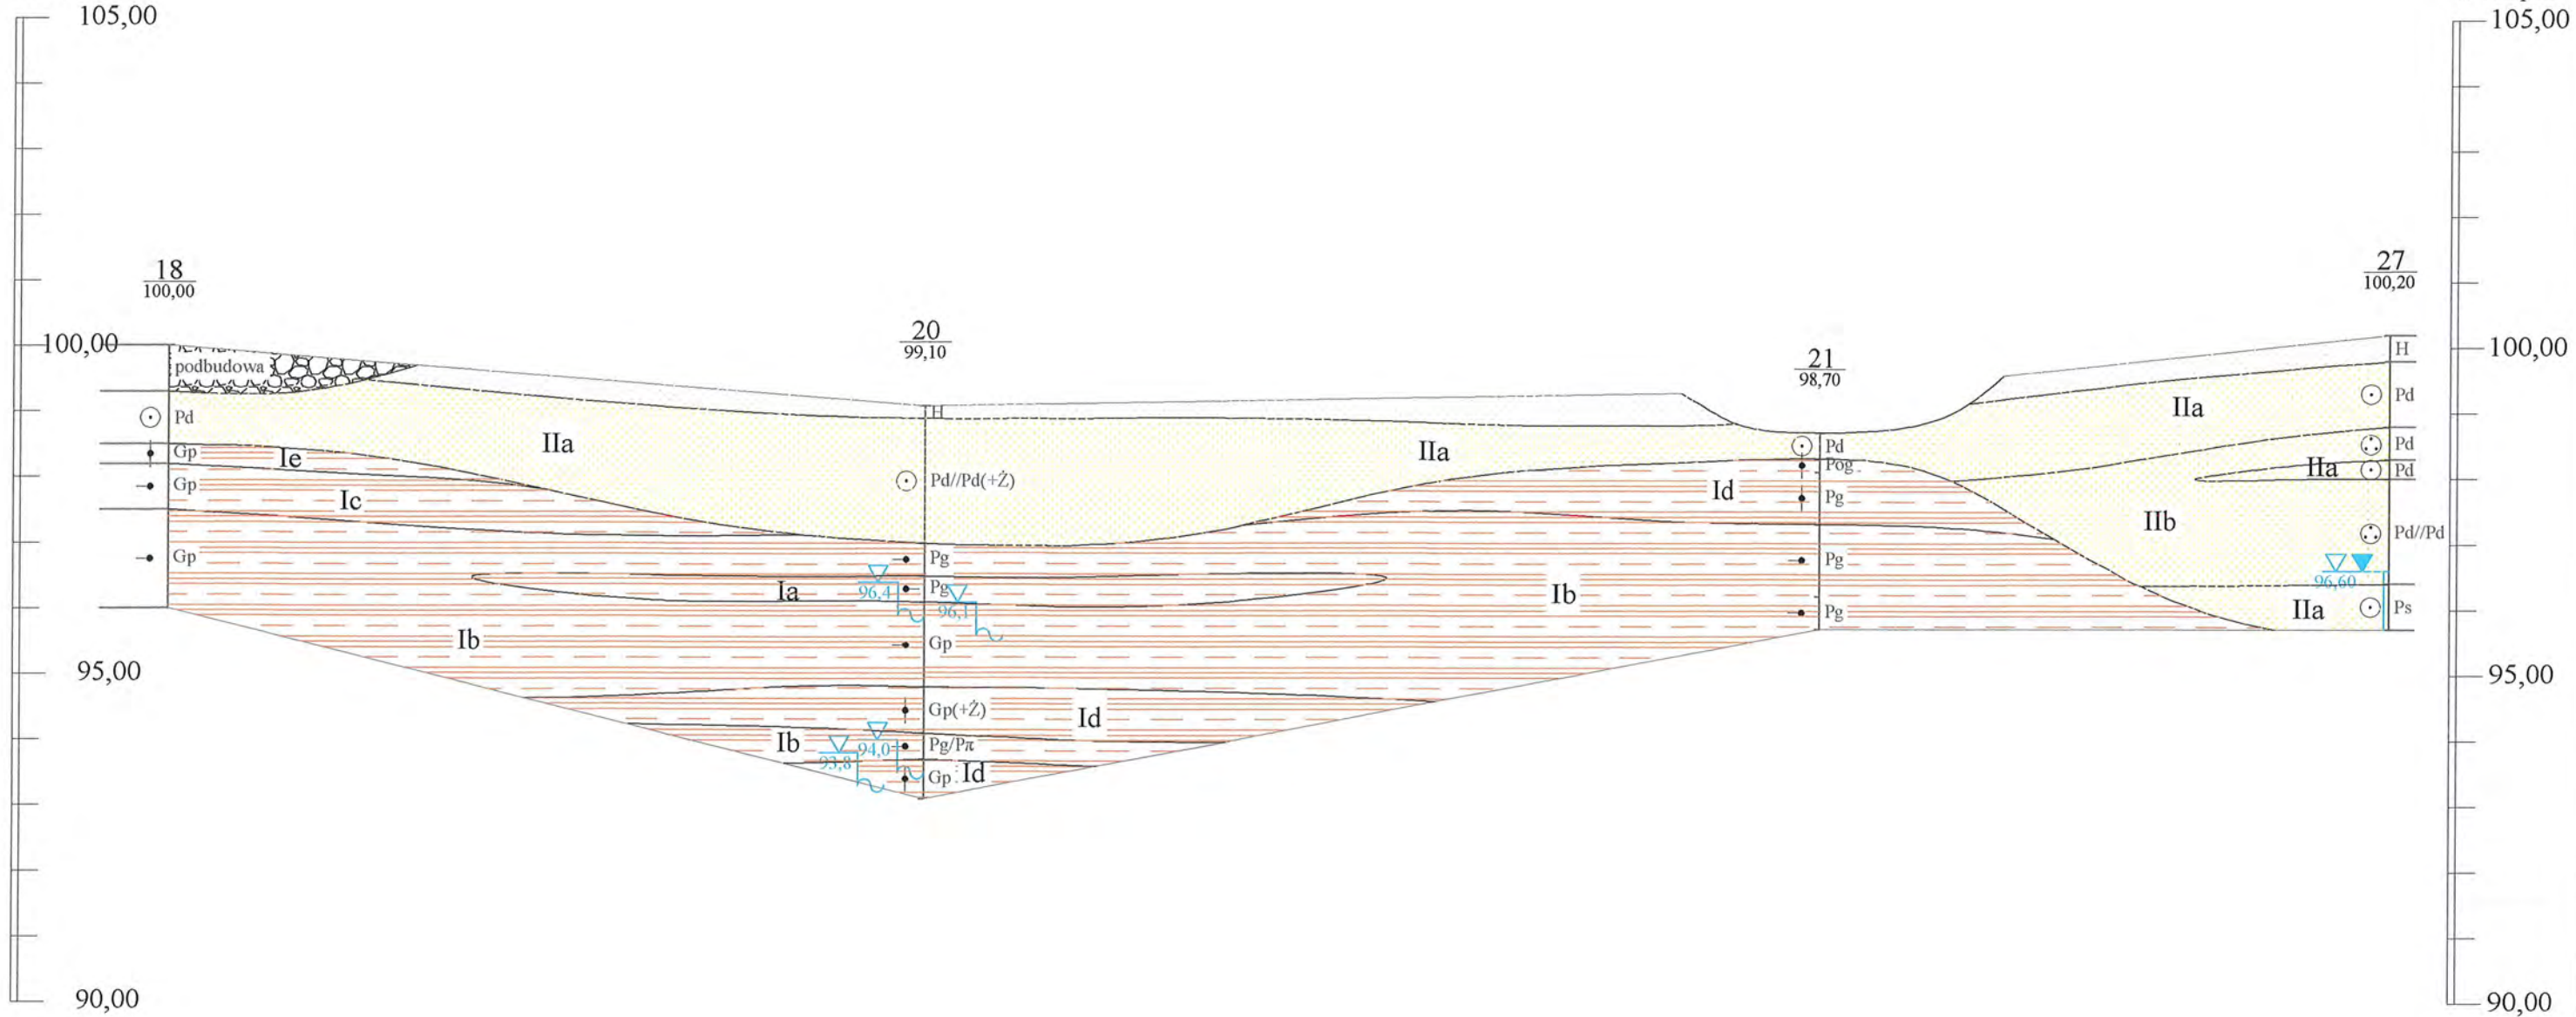 105,00
105,00
18
100,00
27
100,20
20
99,10
21
98,70
100,00
100,00
podbudowa
H
H
Pd
IIa
Pd
Pd
IIa
IIa
Pd
Pd
Gp
Ie
Pog
IIa
Pd
Gp
Ic
Pd//Pd(+Ż)
Id
Pg
IIb
Pd//Pd
Gp
Pg
Pg
96,60
Ia
96,4
Pg
96,1
Ib
Pg
IIa
Ps
Ib
Gp
95,00
95,00
Gp(+Ż)
Id
Ib
94,0
Pg/Pπ
93,8
Gp
Id
90,00
90,00